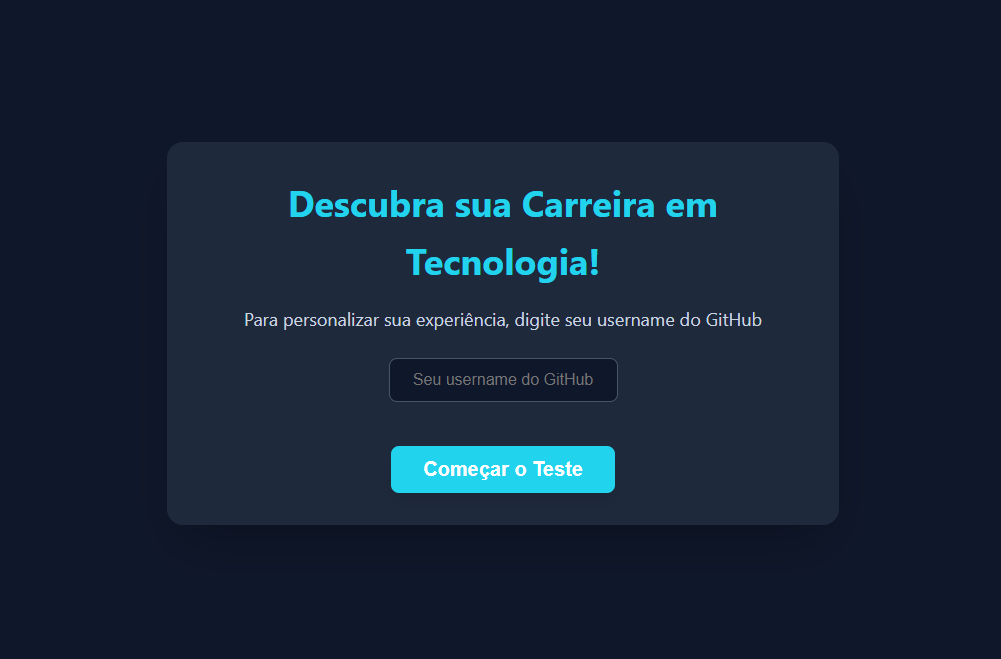 Descubra sua Carreira em
Tecnologia!
Para personalizar sua experiência, digite seu username do GitHub
Seu username do GitHub
Começar o Teste